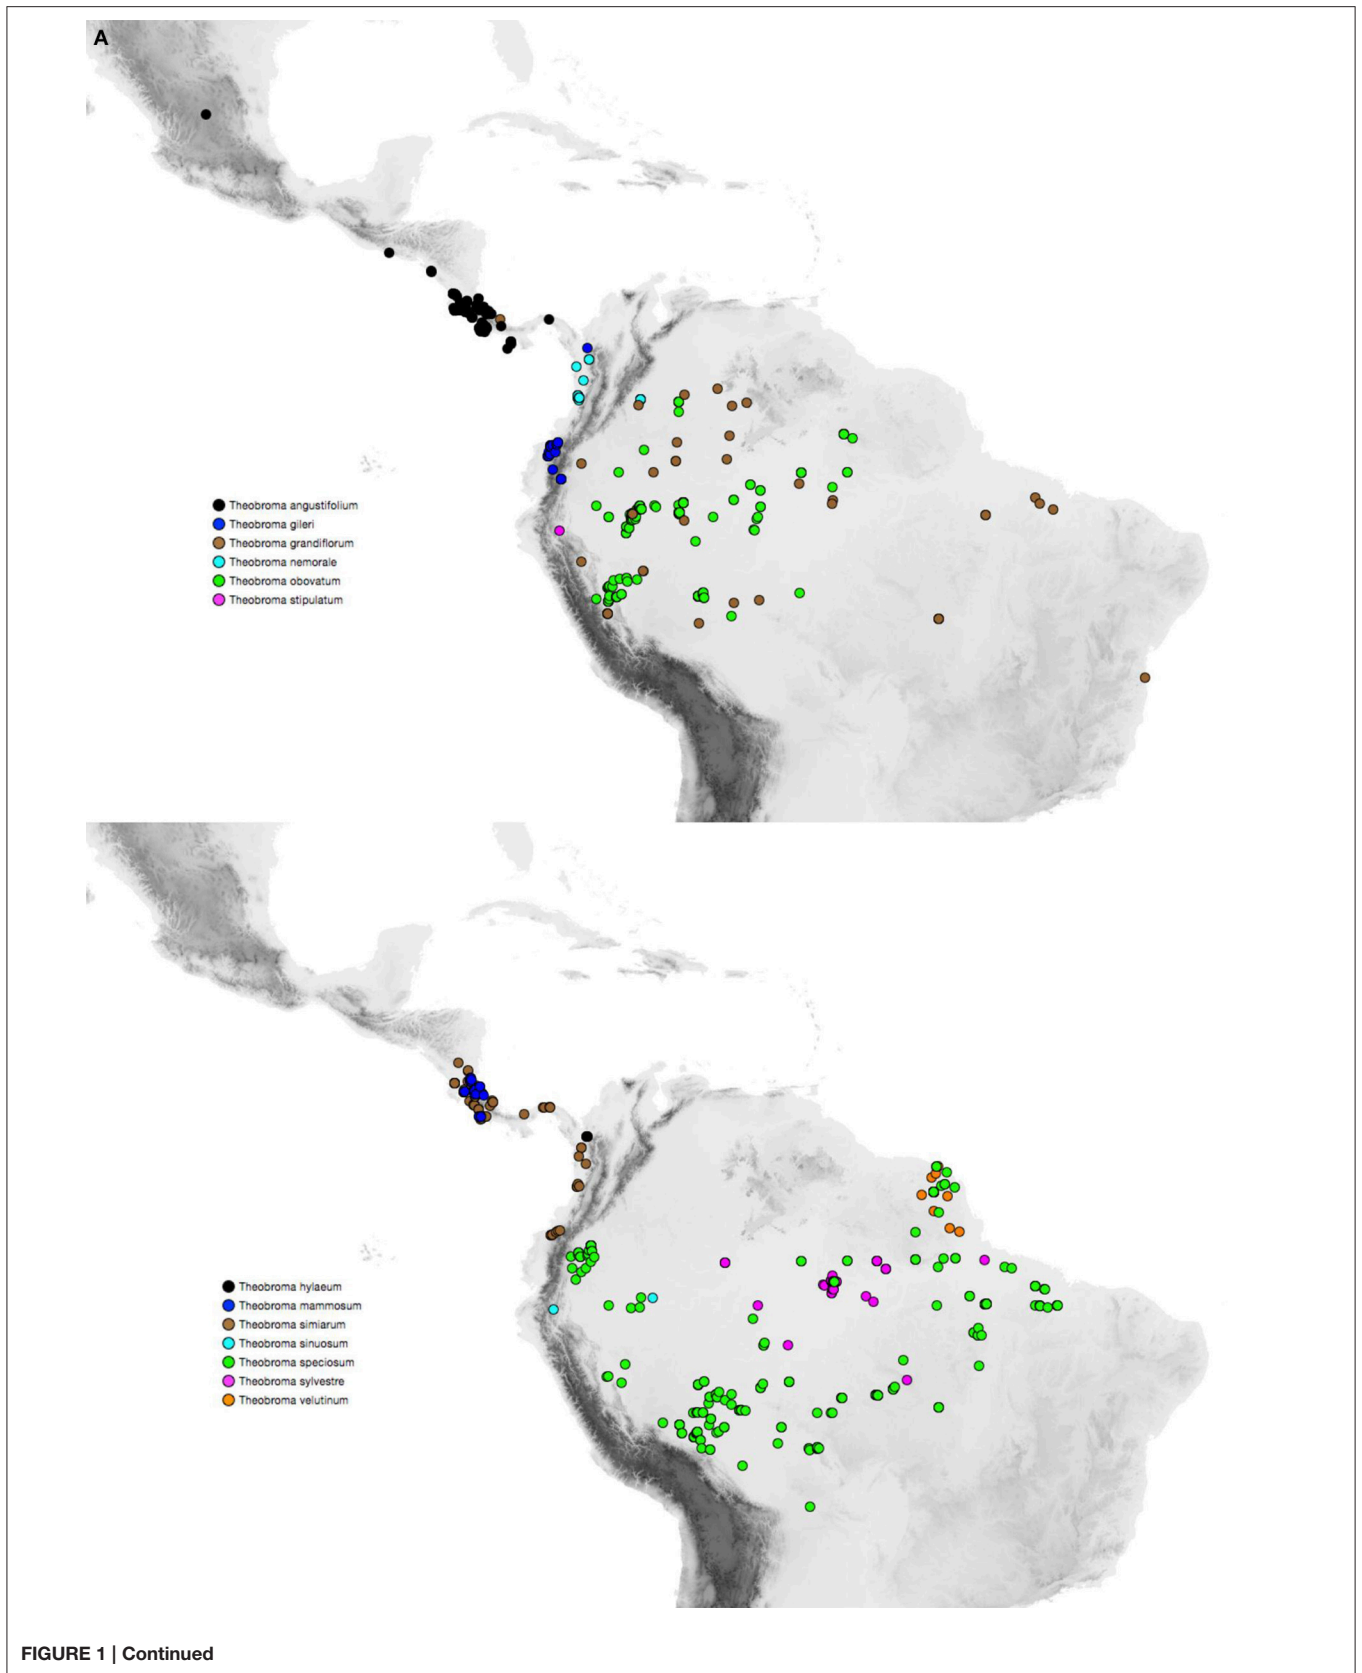 A
Theobroma angustifolium
Theobroma gileri
Theobroma grandiflorum
Theobroma nemorale
Theobroma obovatum
Theobroma stipulatum
Theobroma hylaeum
Theobroma mammosum
Theobroma simiarum
Theobroma sinuosum
Theobroma speciosum
Theobroma sylvestre
Theobroma velutinum
FIGURE 1 | Continued